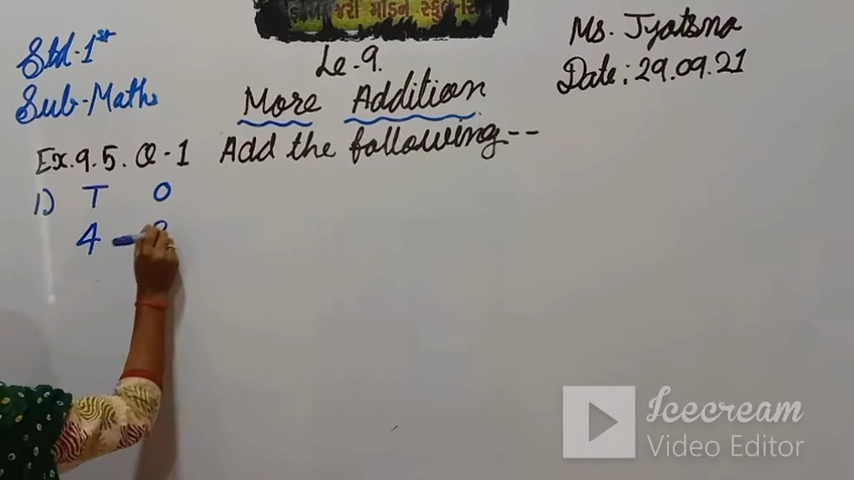 મોડર્ન સ્કુલ-સિ
Std-1st
Sub-Maths
Le-9.
More Addition
Ms. Jyotsna
Date: 29.09.21
Ex.9.5. Q-1 Add the following--
1) T O
4
Icecream
Video Editor